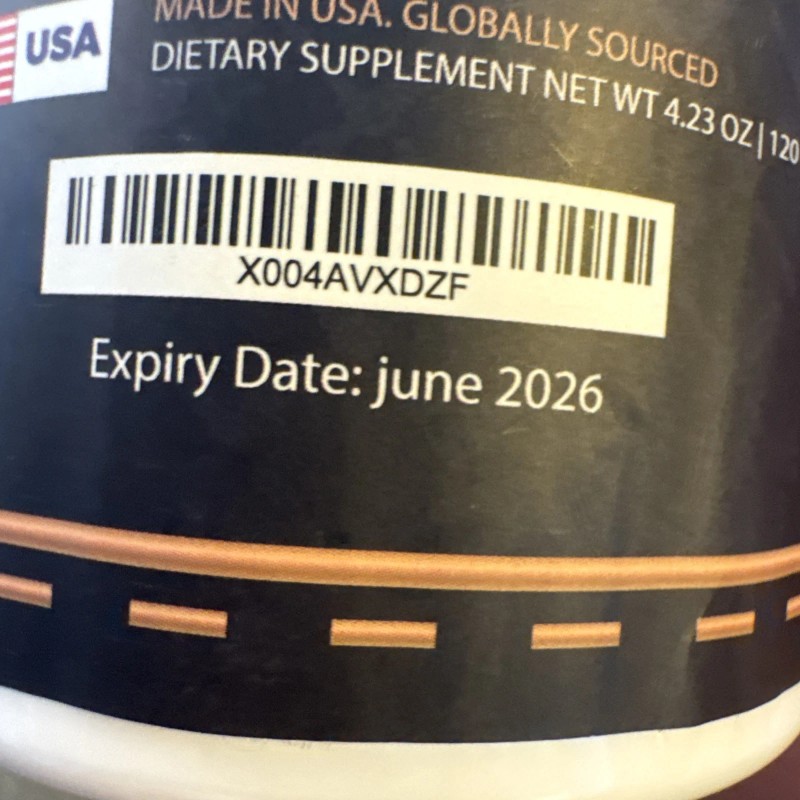 USA
MADE IN USA. GLOBALLY SOURCED
DIETARY SUPPLEMENT NET WT 4.23 OZ | 120
X004AVXDZF
Expiry Date: june 2026